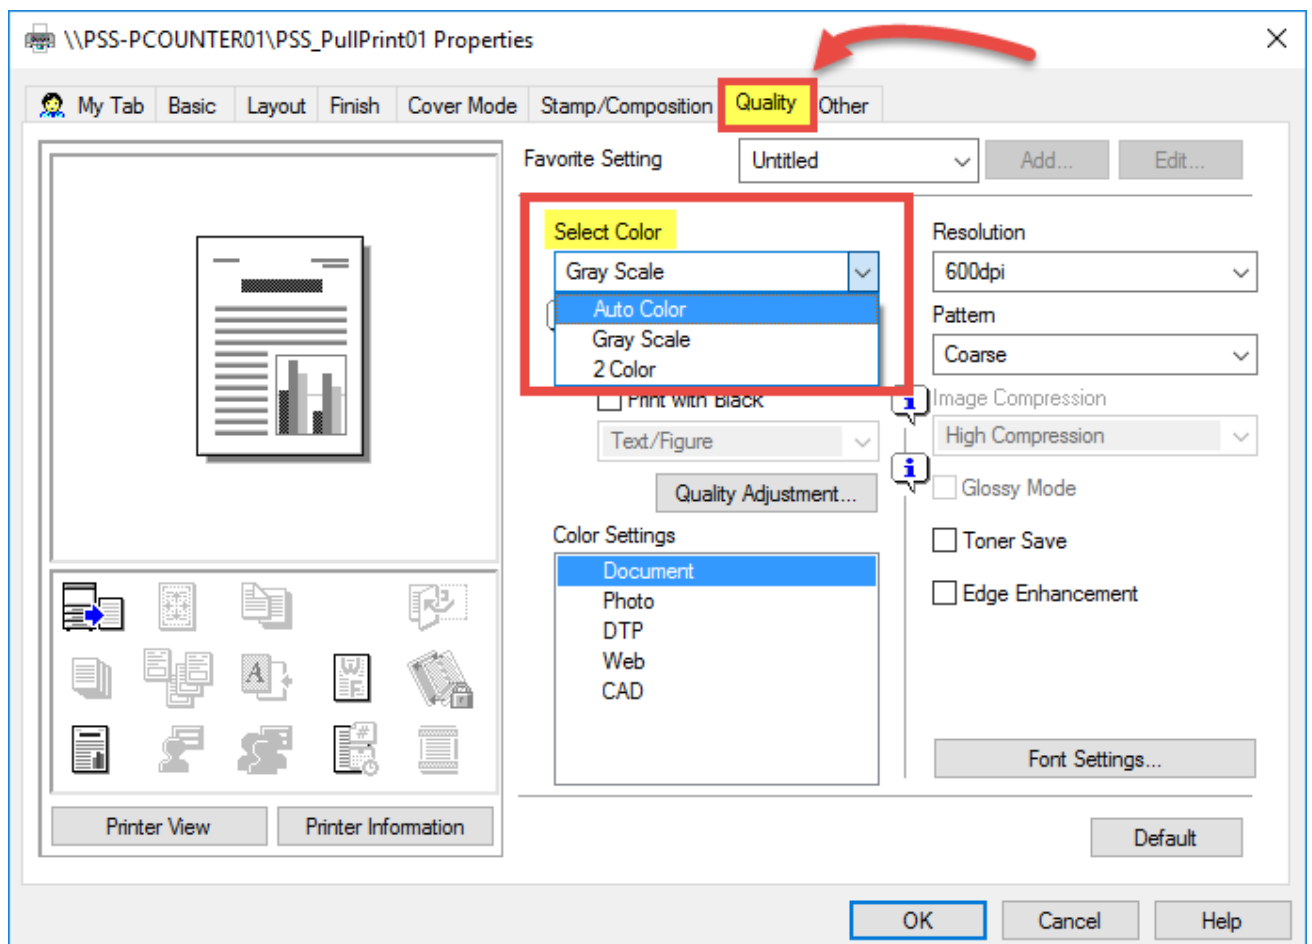 \\PSS-PCOUNTER01\PSS_PullPrint01 Properties
My Tab Basic Layout Finish Cover Mode Stamp/Composition Quality Other
Favorite Setting Untitled Add... Edit...
Select Color
Gray Scale
Auto Color
Gray Scale
2 Color
Print with Black
Text/Figure
Quality Adjustment...
Color Settings
Document
Photo
DTP
Web
CAD
Resolution
600dpi
Pattern
Coarse
Image Compression
High Compression
Glossy Mode
Toner Save
Edge Enhancement
Font Settings...
A
W
F
#
Printer View Printer Information
Default
OK Cancel Help